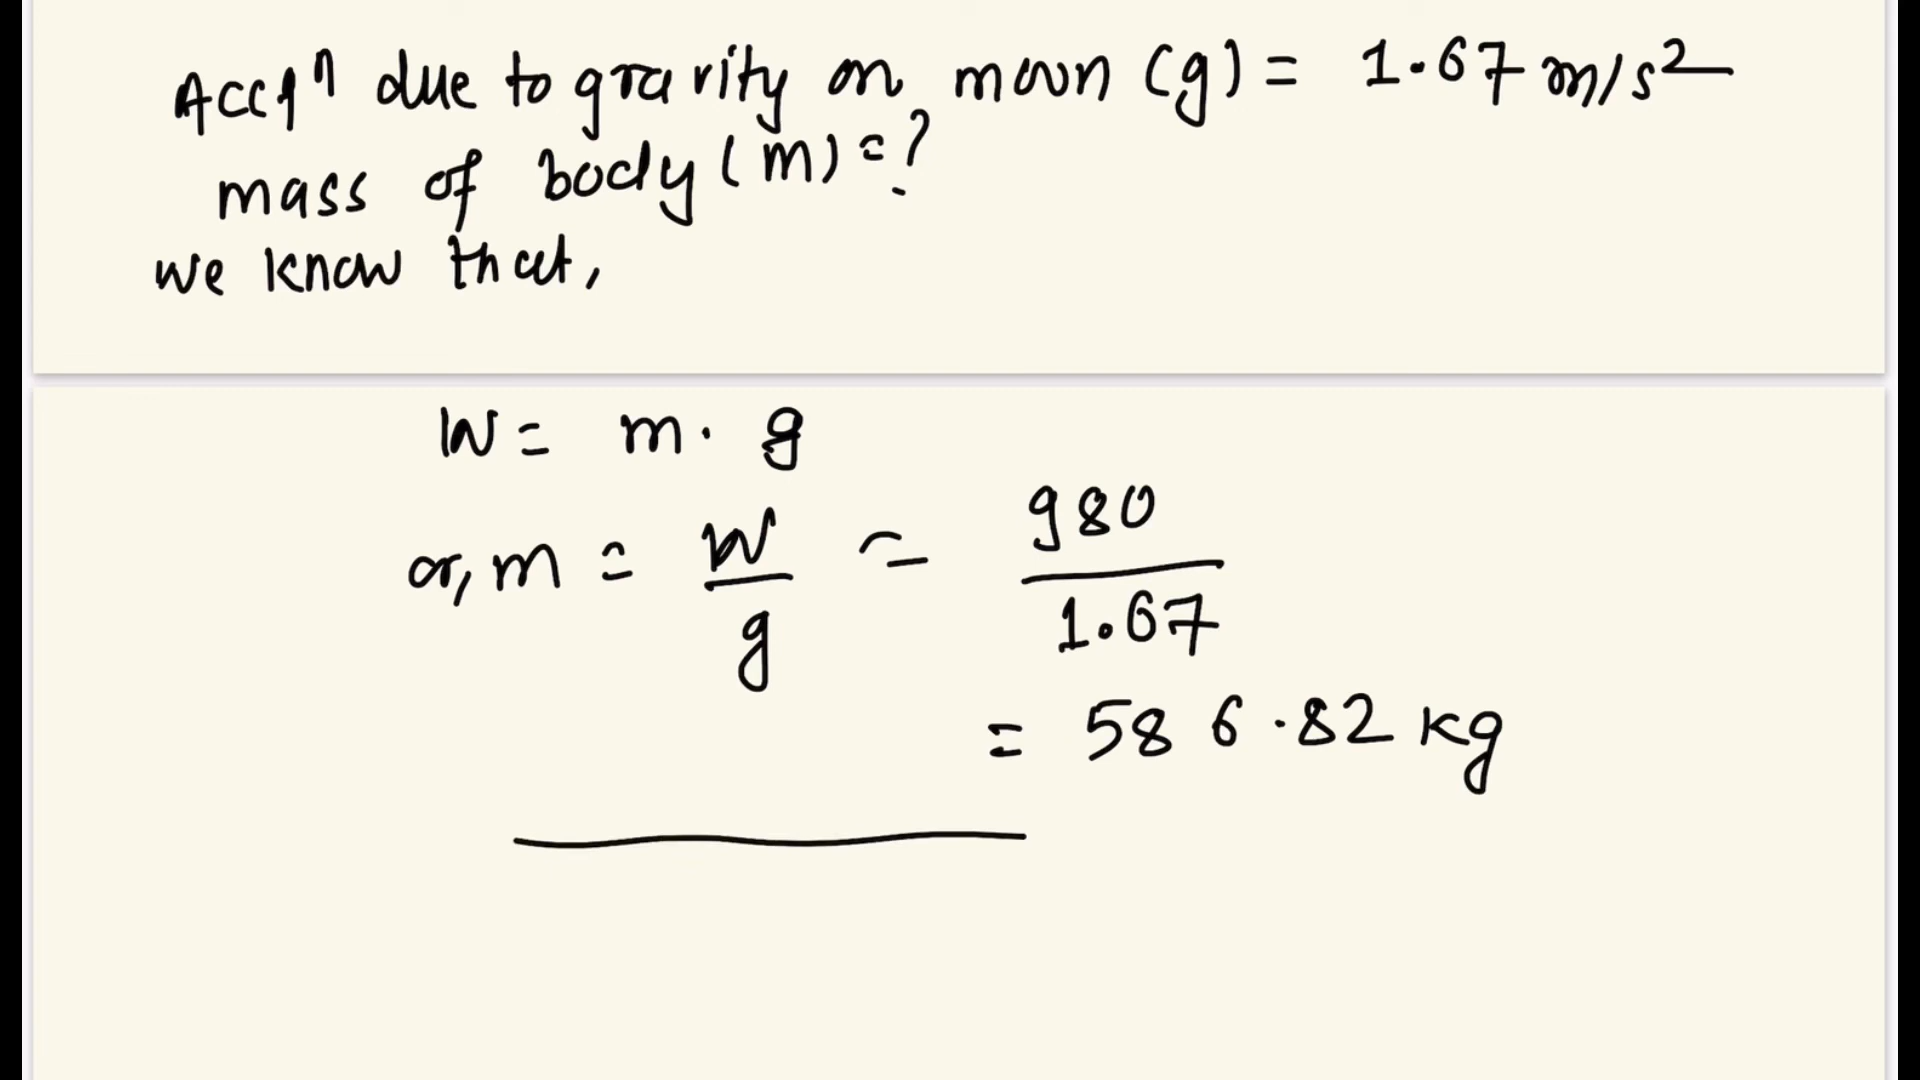 Accⁿ due to gravity on moon (g) = 1.67 m/s²
mass of body (m) = ?
we know that,
W = m . g
or, m = W/g = 980/1.67
= 586.82 kg